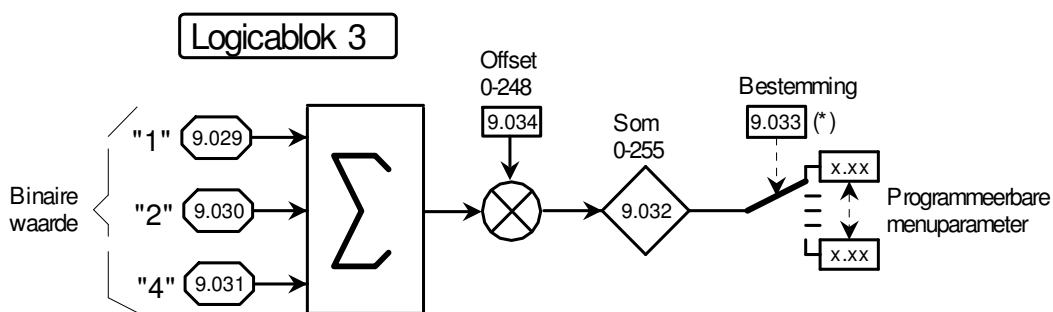 Logicablok 3
Offset
0-248
9.034
Bestemming
9.033 (*)
Som
0-255
9.032
Binaire
waarde
"1" 9.029
"2" 9.030
"4" 9.031
x.xx
x.xx
Programmeerbare
menuparameter